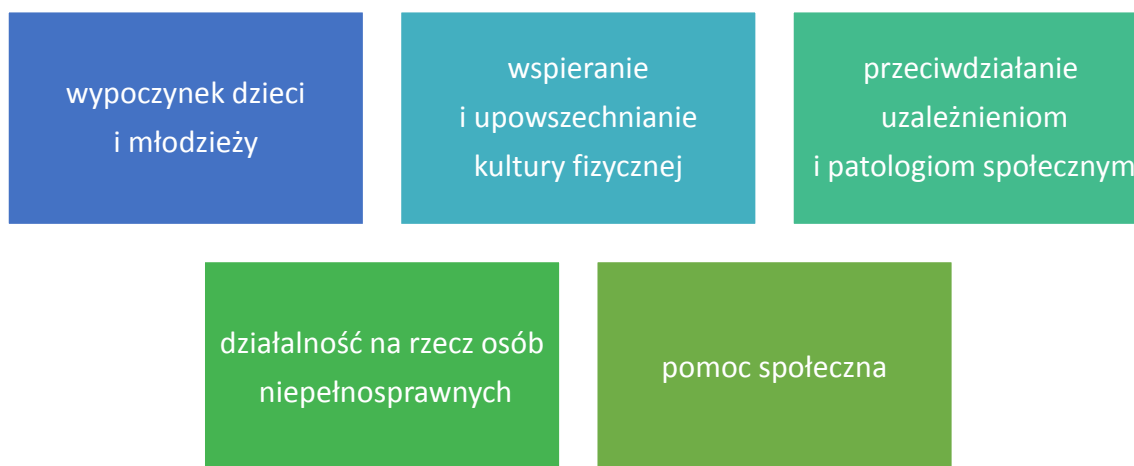 wypoczynek dzieci
i młodzieży
wspieranie
i upowszechnianie
kultury fizycznej
przeciwdziałanie
uzależnieniom
i patologiom społecznym
działalność na rzecz osób
niepełnosprawnych
pomoc społeczna